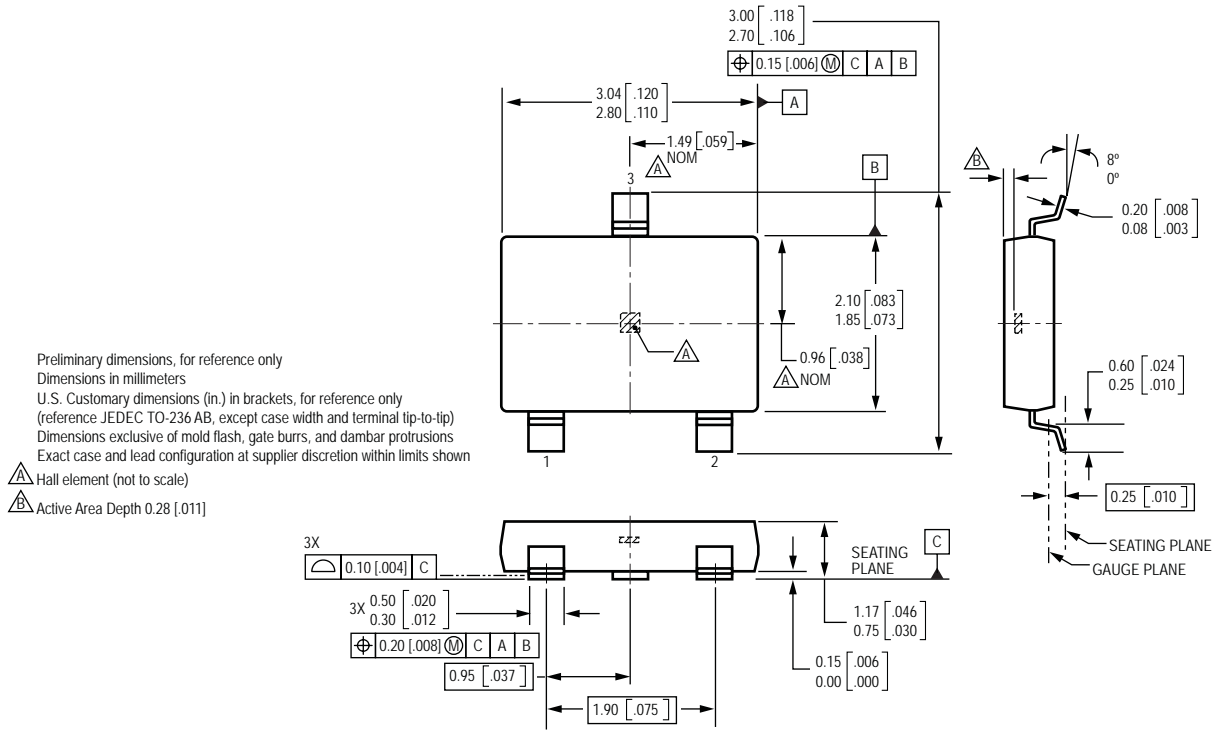 3.00 [.118]
2.70 [.106]
⌖ 0.15 [.006] Ⓜ C A B
3.04 [.120]
2.80 [.110]
A
1.49 [.059]
A NOM
3
B
B
8º
0º
0.20 [.008]
0.08 [.003]
2.10 [.083]
1.85 [.073]
A
0.96 [.038]
A NOM
0.60 [.024]
0.25 [.010]
Preliminary dimensions, for reference only
Dimensions in millimeters
U.S. Customary dimensions (in.) in brackets, for reference only
(reference JEDEC TO-236 AB, except case width and terminal tip-to-tip)
Dimensions exclusive of mold flash, gate burrs, and dambar protrusions
Exact case and lead configuration at supplier discretion within limits shown
A Hall element (not to scale)
B Active Area Depth 0.28 [.011]
1
2
0.25 [.010]
SEATING PLANE
GAUGE PLANE
3X
⌓ 0.10 [.004] C
SEATING
PLANE
C
3X 0.50 [.020]
0.30 [.012]
⌖ 0.20 [.008] Ⓜ C A B
1.17 [.046]
0.75 [.030]
0.95 [.037]
0.15 [.006]
0.00 [.000]
1.90 [.075]